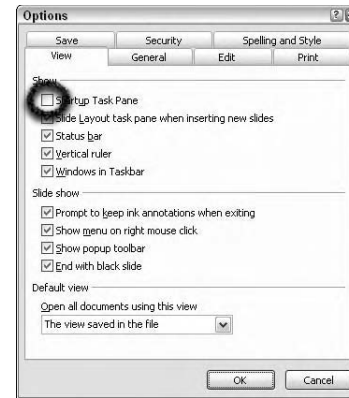 Options
Save Security Spelling and Style
View General Edit Print
Show
Startup Task Pane
Slide Layout task pane when inserting new slides
Status bar
Vertical ruler
Windows in Taskbar
Slide show
Prompt to keep ink annotations when exiting
Show menu on right mouse click
Show popup toolbar
End with black slide
Default view
Open all documents using this view
The view saved in the file
OK Cancel